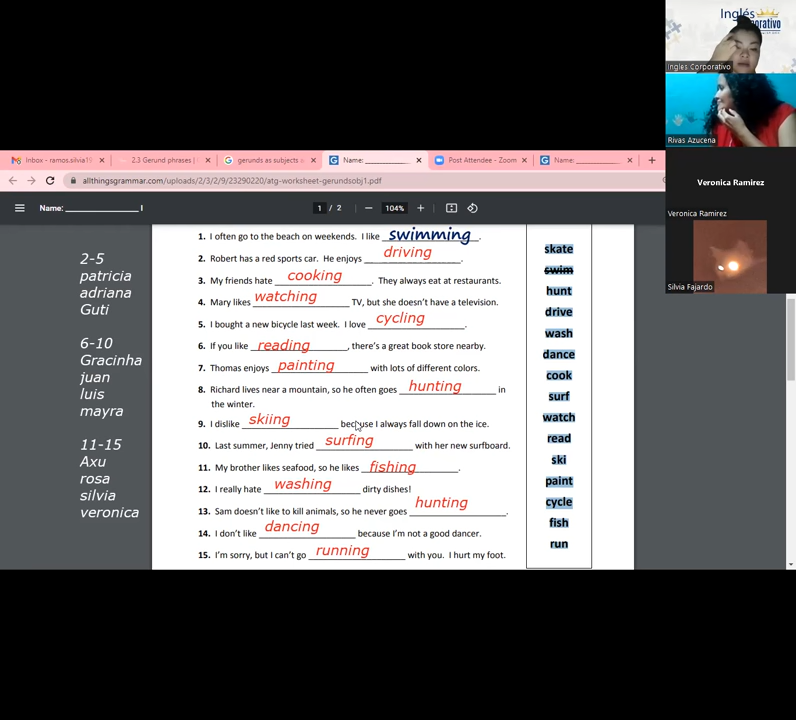 Inglés
Corporativo
Ingles Corporativo
Rivas Azucena
Veronica Ramirez
Veronica Ramirez
Silvia Fajardo
Inbox - ramos.silvia19
2.3 Gerund phrases |
gerunds as subjects a
Name: ____________
Post Attendee - Zoom
Name: ____________
allthingsgrammar.com/uploads/2/3/2/9/23290220/atg-worksheet-gerundsobj1.pdf
Name: _______________ I
1 / 2
104%
2-5
patricia
adriana
Guti
6-10
Gracinha
juan
luis
mayra
11-15
Axu
rosa
silvia
veronica
1. I often go to the beach on weekends. I like swimming.
2. Robert has a red sports car. He enjoys driving.
3. My friends hate cooking. They always eat at restaurants.
4. Mary likes watching TV, but she doesn't have a television.
5. I bought a new bicycle last week. I love cycling.
6. If you like reading, there's a great book store nearby.
7. Thomas enjoys painting with lots of different colors.
8. Richard lives near a mountain, so he often goes hunting in
the winter.
9. I dislike skiing because I always fall down on the ice.
10. Last summer, Jenny tried surfing with her new surfboard.
11. My brother likes seafood, so he likes fishing.
12. I really hate washing dirty dishes!
13. Sam doesn't like to kill animals, so he never goes hunting.
14. I don't like dancing because I'm not a good dancer.
15. I'm sorry, but I can't go running with you. I hurt my foot.
skate
swim
hunt
drive
wash
dance
cook
surf
watch
read
ski
paint
cycle
fish
run